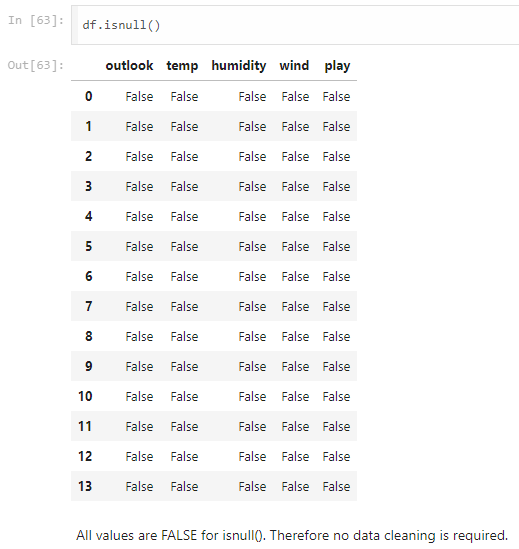 In [63]: df.isnull()
Out[63]:
outlook temp humidity wind play
0 False False False False False
1 False False False False False
2 False False False False False
3 False False False False False
4 False False False False False
5 False False False False False
6 False False False False False
7 False False False False False
8 False False False False False
9 False False False False False
10 False False False False False
11 False False False False False
12 False False False False False
13 False False False False False
All values are FALSE for isnull(). Therefore no data cleaning is required.